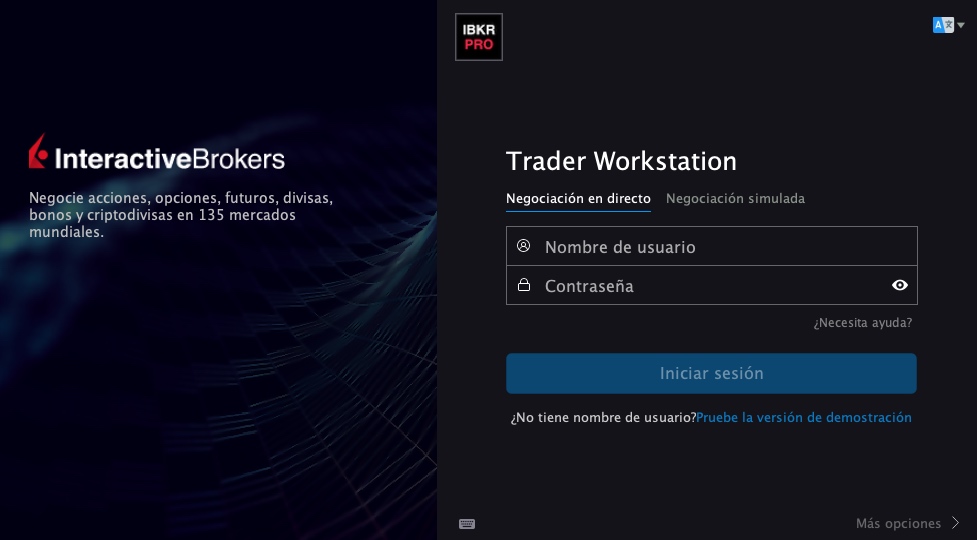 InteractiveBrokers
Negocie acciones, opciones, futuros, divisas,
bonos y criptodivisas en 135 mercados
mundiales.
IBKR
PRO
A文
Trader Workstation
Negociación en directo Negociación simulada
Nombre de usuario
Contraseña
¿Necesita ayuda?
Iniciar sesión
¿No tiene nombre de usuario?Pruebe la versión de demostración
Más opciones